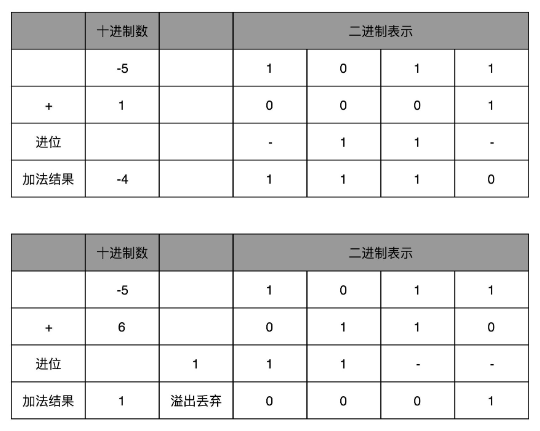 十进制数 二进制表示
-5 1 0 1 1
+ 1 0 0 0 1
进位 - 1 1 -
加法结果 -4 1 1 1 0
十进制数 二进制表示
-5 1 0 1 1
+ 6 0 1 1 0
进位 1 1 1 - -
加法结果 1 溢出丢弃 0 0 0 1